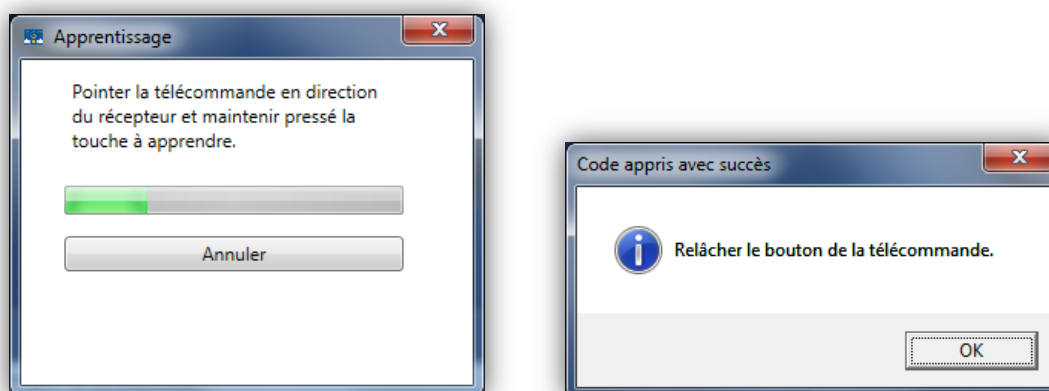 Apprentissage
Pointer la télécommande en direction
du récepteur et maintenir pressé la
touche à apprendre.
Annuler
Code appris avec succès
Relâcher le bouton de la télécommande.
OK